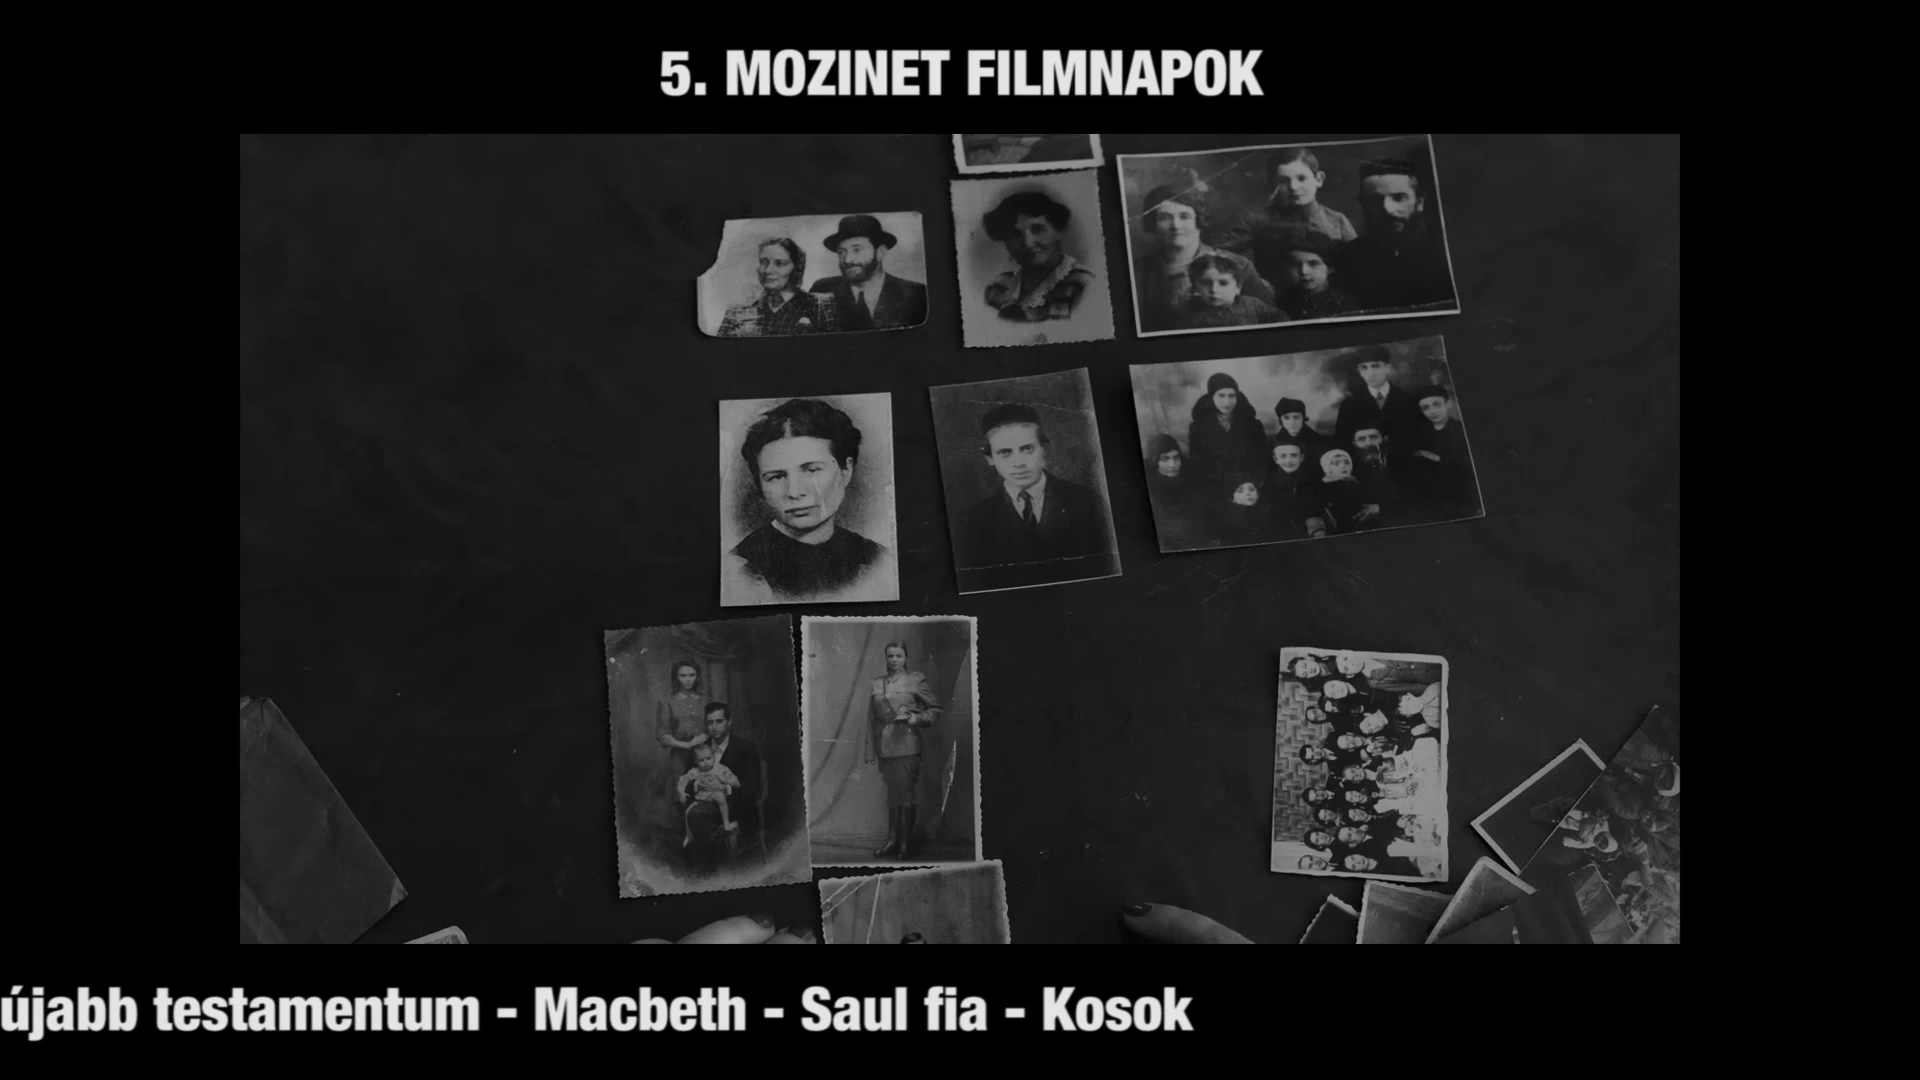 5. MOZINET FILMNAPOK
újabb testamentum - Macbeth - Saul fia - Kosok